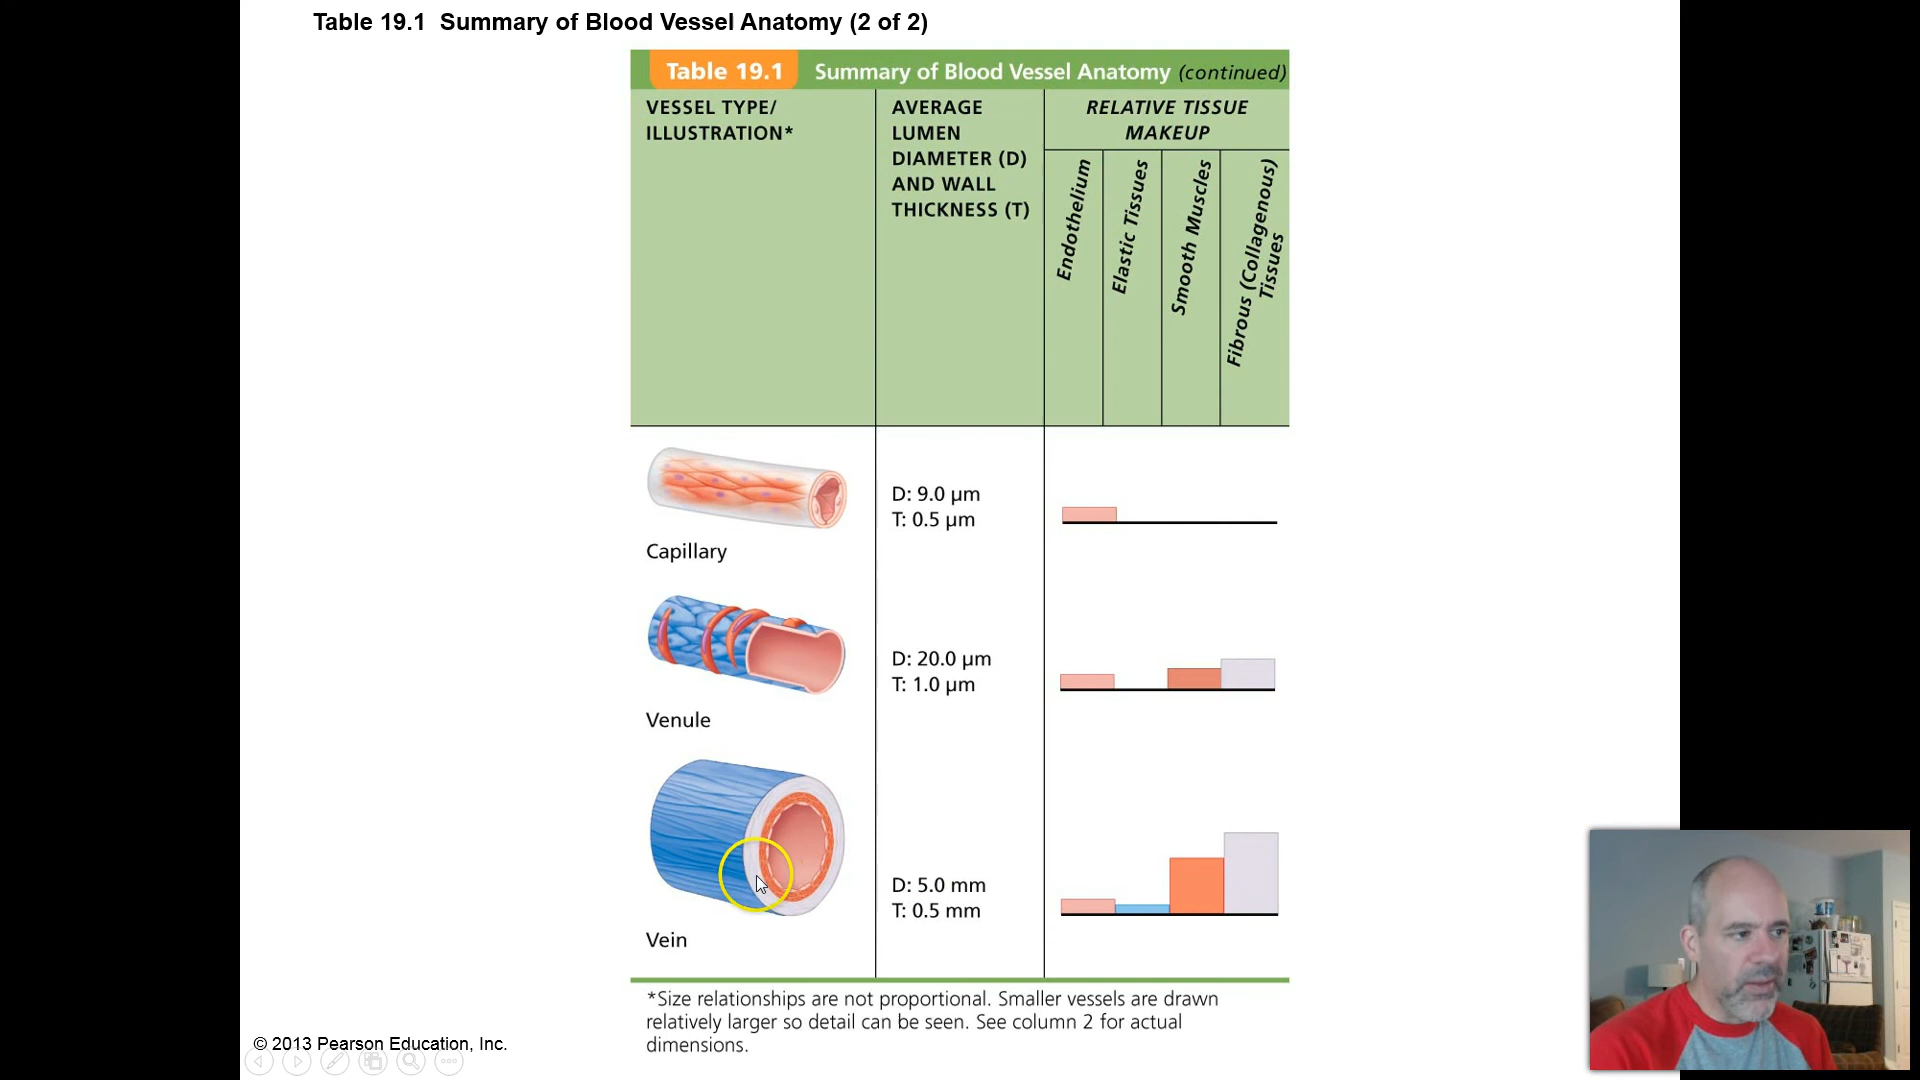 Table 19.1 Summary of Blood Vessel Anatomy (2 of 2)
Table 19.1 Summary of Blood Vessel Anatomy (continued)
VESSEL TYPE/
ILLUSTRATION*
AVERAGE
LUMEN
DIAMETER (D)
AND WALL
THICKNESS (T)
RELATIVE TISSUE
MAKEUP
Endothelium
Elastic Tissues
Smooth Muscles
Fibrous (Collagenous)
Tissues
D: 9.0 µm
T: 0.5 µm
Capillary
D: 20.0 µm
T: 1.0 µm
Venule
D: 5.0 mm
T: 0.5 mm
Vein
*Size relationships are not proportional. Smaller vessels are drawn
relatively larger so detail can be seen. See column 2 for actual
dimensions.
© 2013 Pearson Education, Inc.